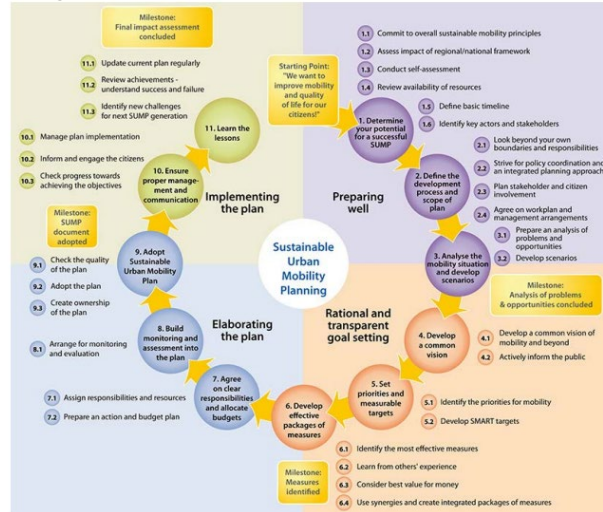 Milestone:
Final impact assessment
concluded
11.1 Update current plan regularly
11.2 Review achievements -
understand success and failure
11.3 Identify new challenges
for next SUMP generation
10.1 Manage plan implementation
10.2 Inform and engage the citizens
10.3 Check progress towards
achieving the objectives
Milestone:
SUMP
document
adopted
9.1 Check the quality
of the plan
9.2 Adopt the plan
9.3 Create ownership
of the plan
8.1 Arrange for monitoring
and evaluation
7.1 Assign responsibilities and resources
7.2 Prepare an action and budget plan
Starting Point:
"We want to
improve mobility
and quality
of life for our
citizens!"
1.1 Commit to overall sustainable mobility principles
1.2 Assess impact of regional/national framework
1.3 Conduct self-assessment
1.4 Review availability of resources
1.5 Define basic timeline
1.6 Identify key actors and stakeholders
2.1 Look beyond your own
boundaries and responsibilities
2.2 Strive for policy coordination and
an integrated planning approach
2.3 Plan stakeholder and citizen
involvement
2.4 Agree on workplan and
management arrangements
3.1 Prepare an analysis of
problems and
opportunities
3.2 Develop scenarios
Milestone:
Analysis of problems
& opportunities concluded
4.1 Develop a common vision of
mobility and beyond
4.2 Actively inform the public
5.1 Identify the priorities for mobility
5.2 Develop SMART targets
6.1 Identify the most effective measures
6.2 Learn from others' experience
6.3 Consider best value for money
6.4 Use synergies and create integrated packages of measures
Milestone:
Measures
identified
1. Determine
your potential
for a successful
SUMP
2. Define the
development
process and
scope of
plan
3. Analyse the
mobility situation
and develop
scenarios
4. Develop
a common
vision
5. Set
priorities and
measurable
targets
6. Develop
effective
packages of
measures
7. Agree
on clear
responsibilities
and allocate
budgets
8. Build
monitoring and
assessment into
the plan
9. Adopt
Sustainable
Urban Mobility
Plan
10. Ensure
proper manage-
ment and
communication
11. Learn the
lessons
Implementing
the plan
Preparing
well
Elaborating
the plan
Rational and
transparent
goal setting
Sustainable
Urban
Mobility
Planning